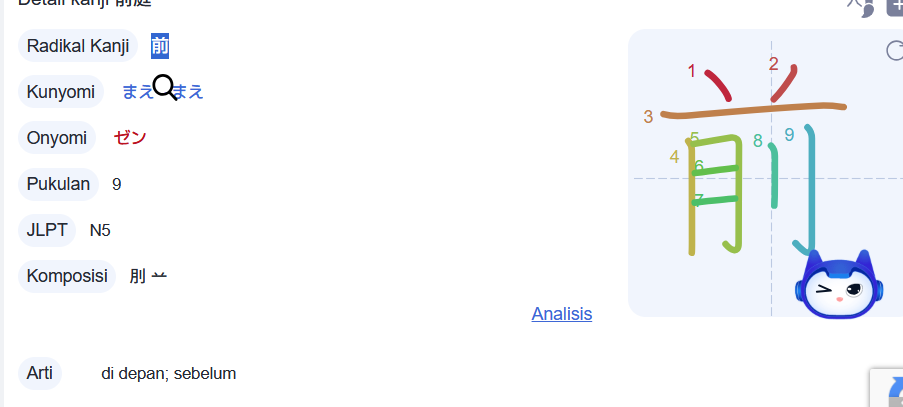 Detail kanji 前庭
Radikal Kanji 前
Kunyomi まえ まえ
Onyomi ゼン
Pukulan 9
JLPT N5
Komposisi 刖 䒑
Analisis
Arti di depan; sebelum
1
2
3
4
5
6
7
8
9